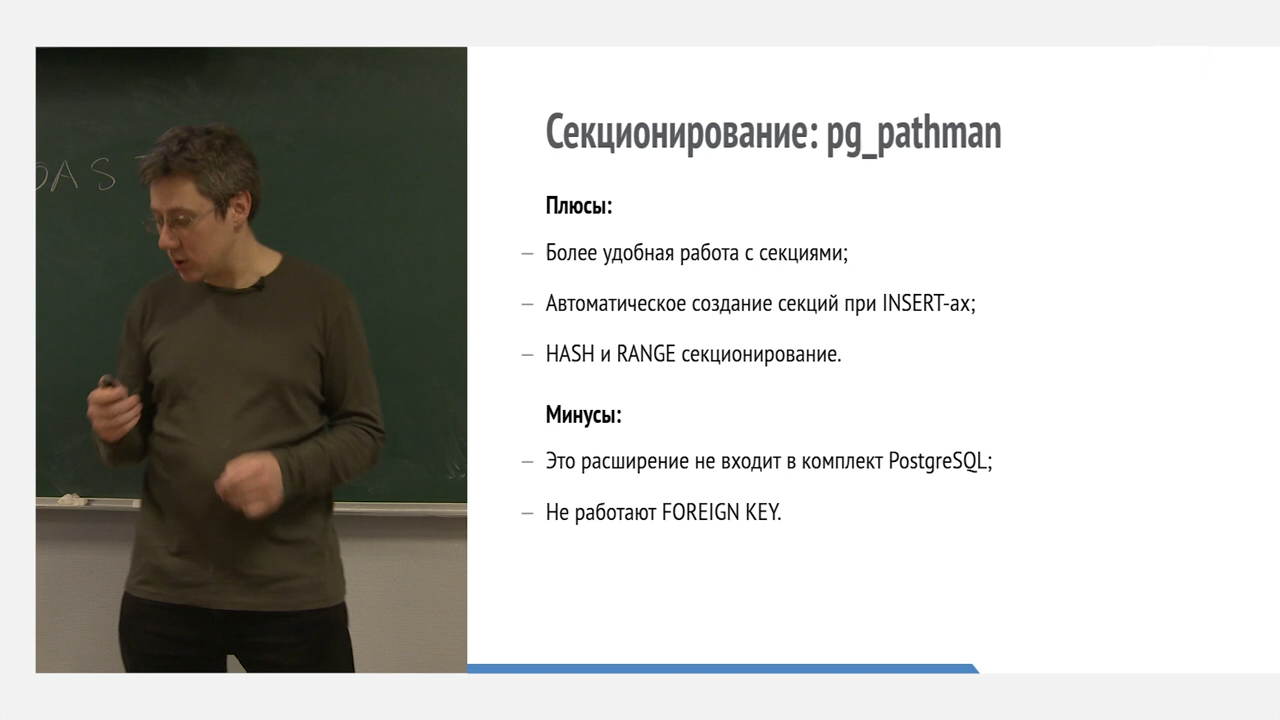 Секционирование: pg_pathman
Плюсы:
– Более удобная работа с секциями;
– Автоматическое создание секций при INSERT-ах;
– HASH и RANGE секционирование.
Минусы:
– Это расширение не входит в комплект PostgreSQL;
– Не работают FOREIGN KEY.